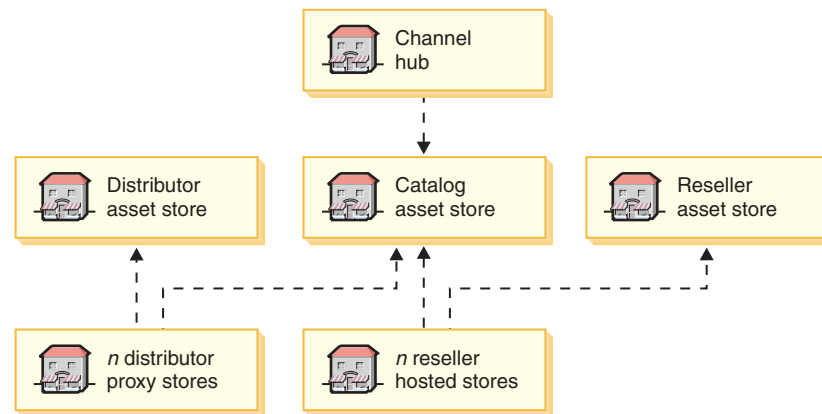 Channel
hub
Distributor
asset store
Catalog
asset store
Reseller
asset store
n distributor
proxy stores
n reseller
hosted stores